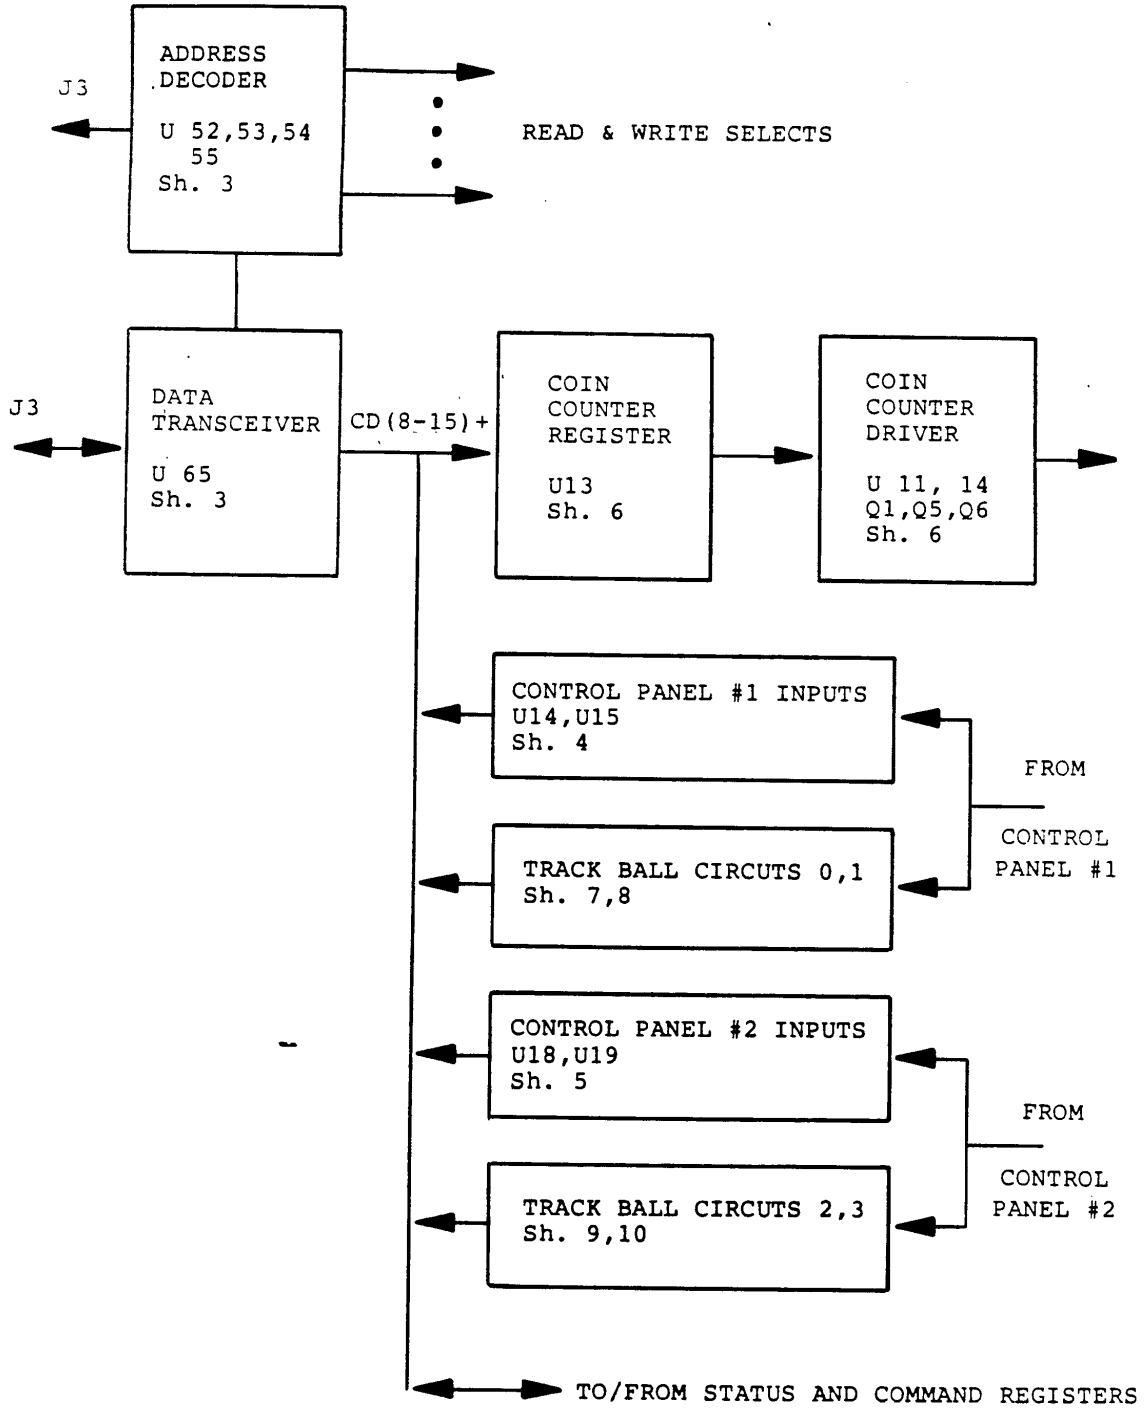 ADDRESS
DECODER
U 52,53,54
55
Sh. 3
J3
READ & WRITE SELECTS
J3
DATA
TRANSCEIVER
U 65
Sh. 3
CD(8-15)+
COIN
COUNTER
REGISTER
U13
Sh. 6
COIN
COUNTER
DRIVER
U 11, 14
Q1,Q5,Q6
Sh. 6
CONTROL PANEL #1 INPUTS
U14,U15
Sh. 4
FROM
CONTROL
PANEL #1
TRACK BALL CIRCUTS 0,1
Sh. 7,8
CONTROL PANEL #2 INPUTS
U18,U19
Sh. 5
FROM
CONTROL
PANEL #2
TRACK BALL CIRCUTS 2,3
Sh. 9,10
TO/FROM STATUS AND COMMAND REGISTERS